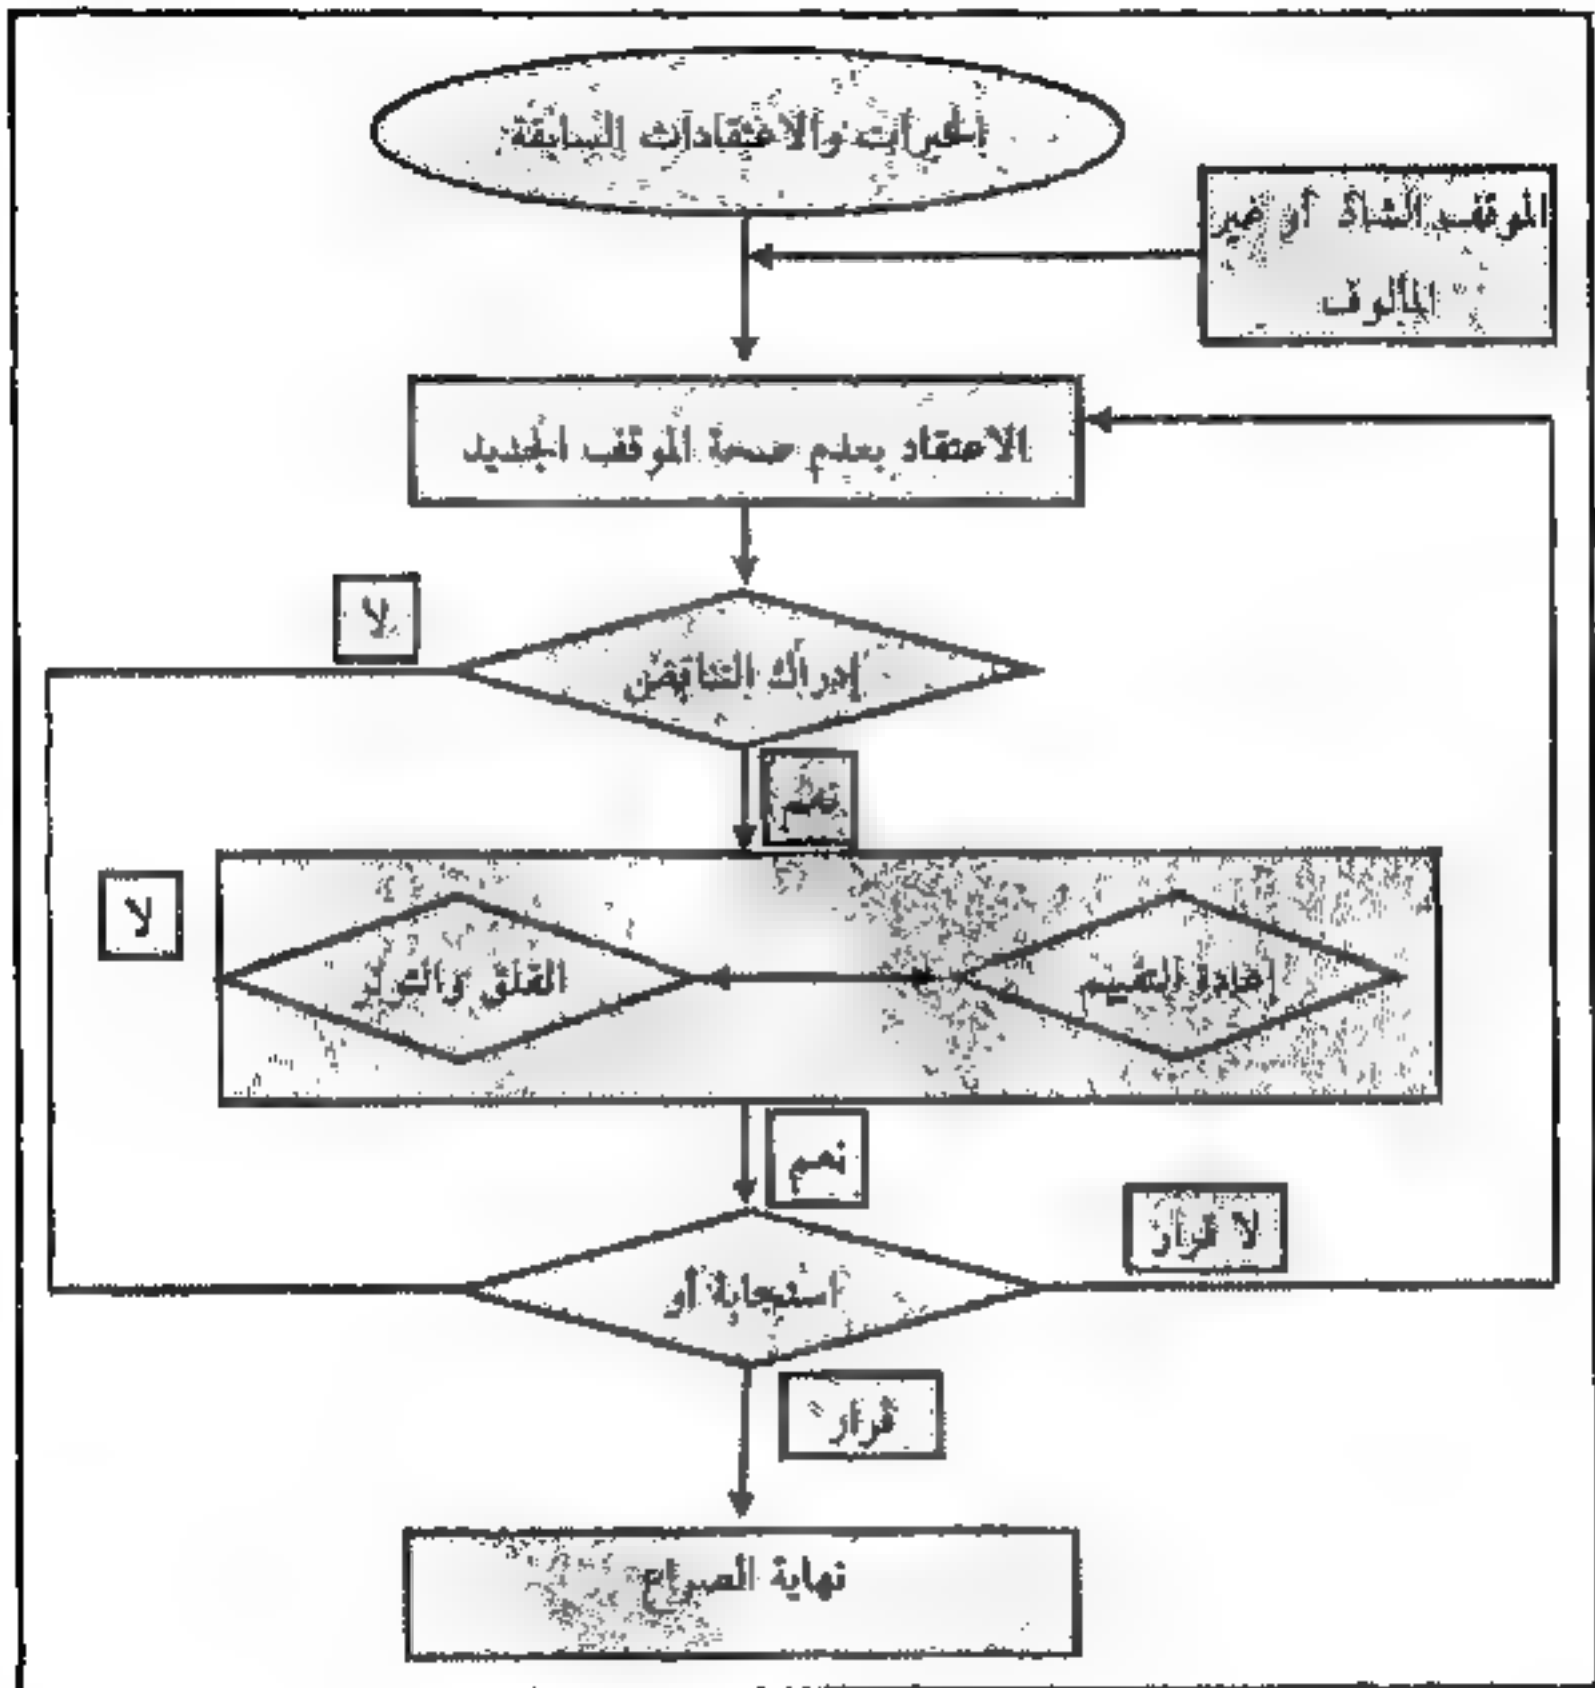 الخبرات والاعتقادات السابقة
الموقف الشاذ أو غير
المألوف
الاعتقاد بعدم صحة الموقف الجديد
لا
إدراك التناقض
نعم
لا
إعادة التقييم
القلق والتوتر
نعم
لا قرار
استجابة أو
قرار
نهاية الصراع